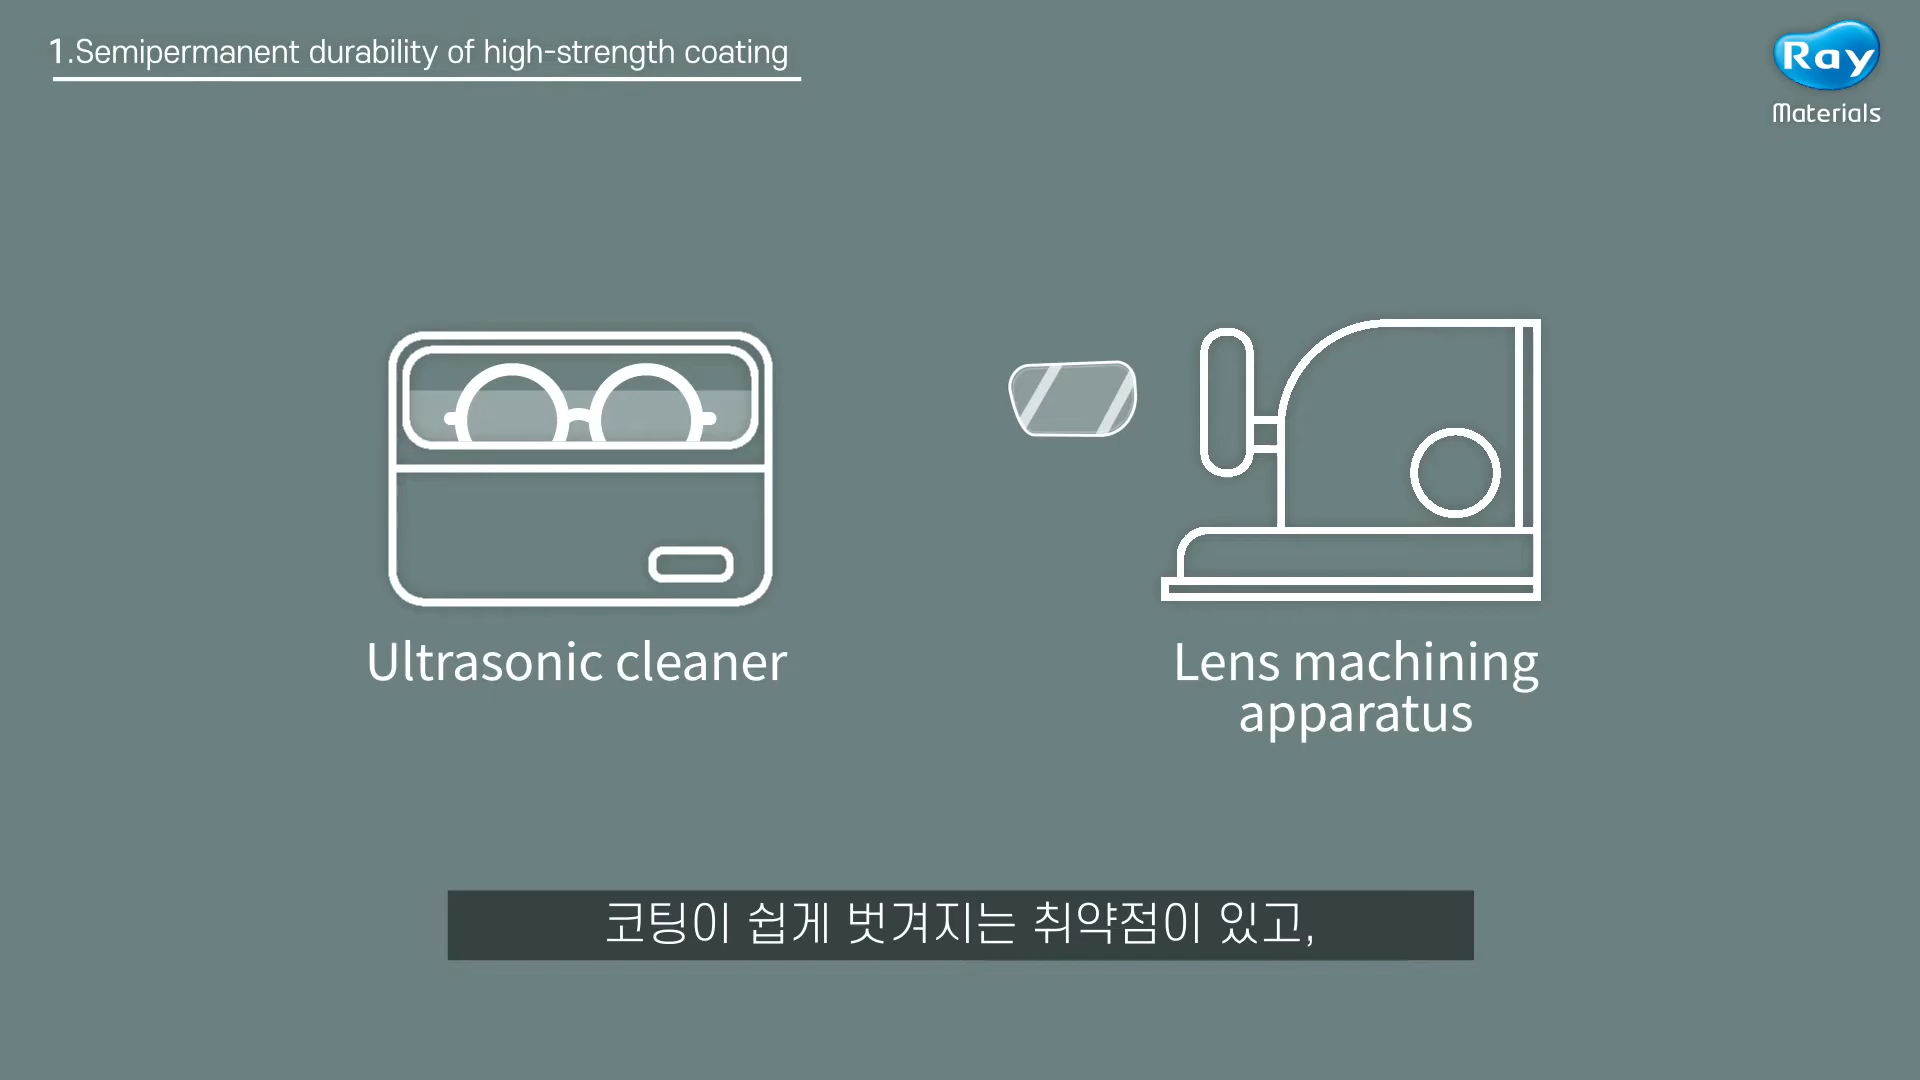 1.Semipermanent durability of high-strength coating
Ray
Materials
Ultrasonic cleaner
Lens machining
apparatus
코팅이 쉽게 벗겨지는 취약점이 있고,